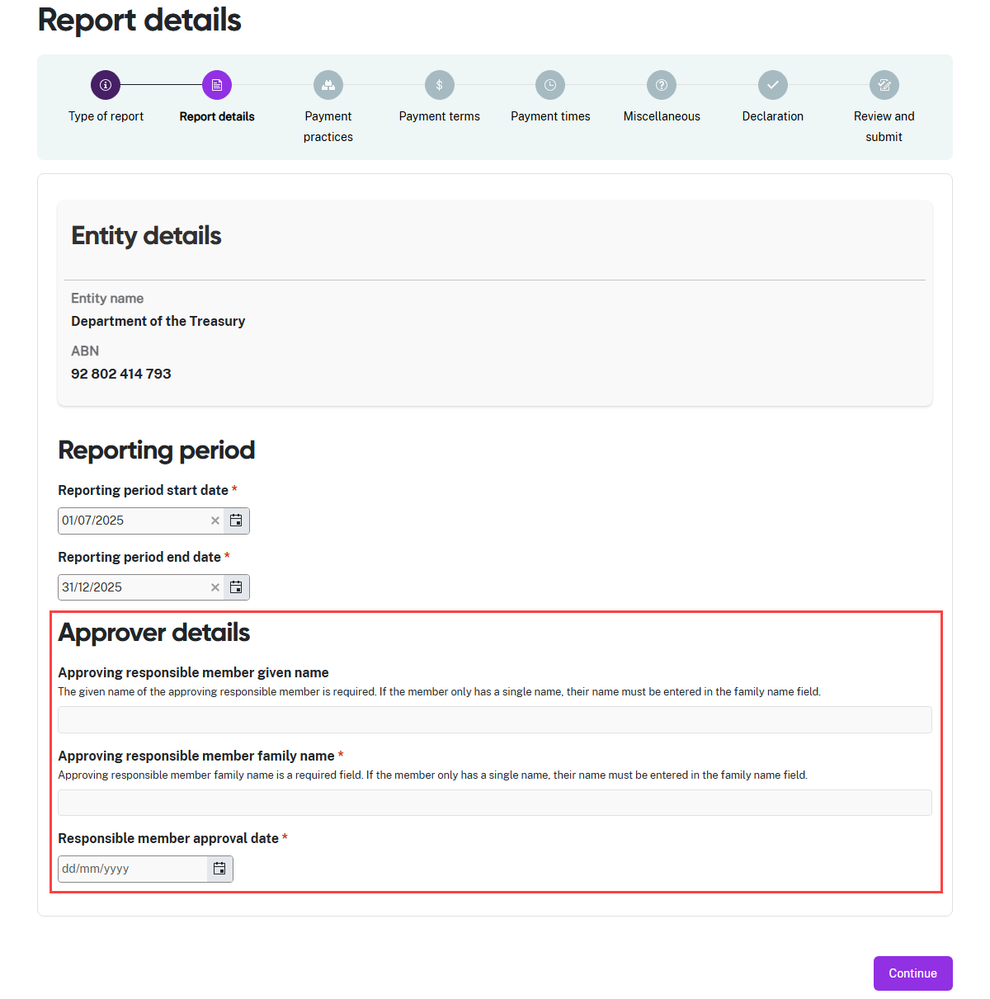 Report details
Type of report
Report details
Payment
practices
Payment terms
Payment times
Miscellaneous
Declaration
Review and
submit
Entity details
Entity name
Department of the Treasury
ABN
92 802 414 793
Reporting period
Reporting period start date *
01/07/2025
Reporting period end date *
31/12/2025
Approver details
Approving responsible member given name
The given name of the approving responsible member is required. If the member only has a single name, their name must be entered in the family name field.
Approving responsible member family name *
Approving responsible member family name is a required field. If the member only has a single name, their name must be entered in the family name field.
Responsible member approval date *
dd/mm/yyyy
Continue